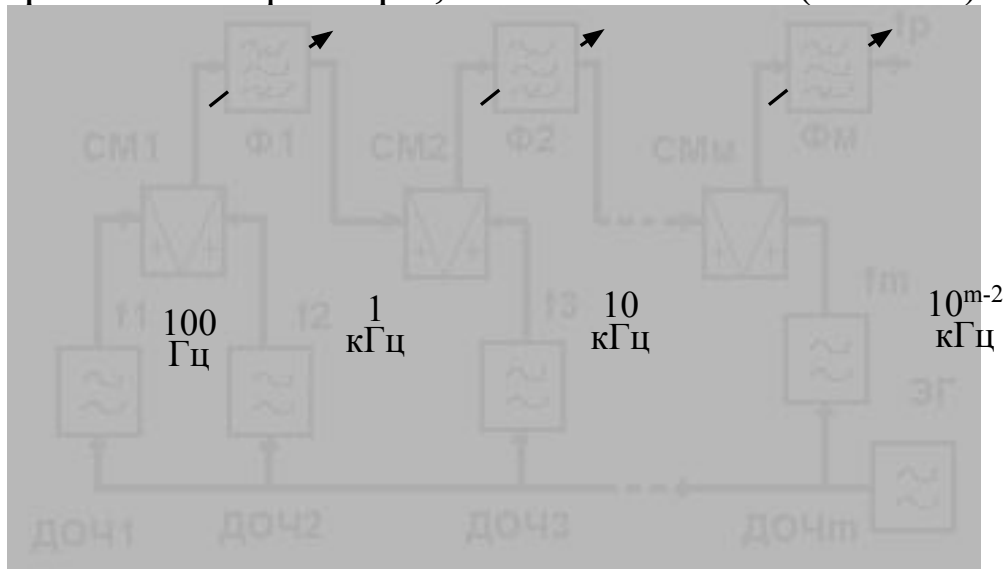 fp
СМ1
Ф1
СМ2
Ф2
СМм
Фм
f1
100
Гц
f2
1
кГц
f3
10
кГц
fm
10ᵐ⁻²
кГц
ЭГ
ДОЧ1
ДОЧ2
ДОЧ3
ДОЧm